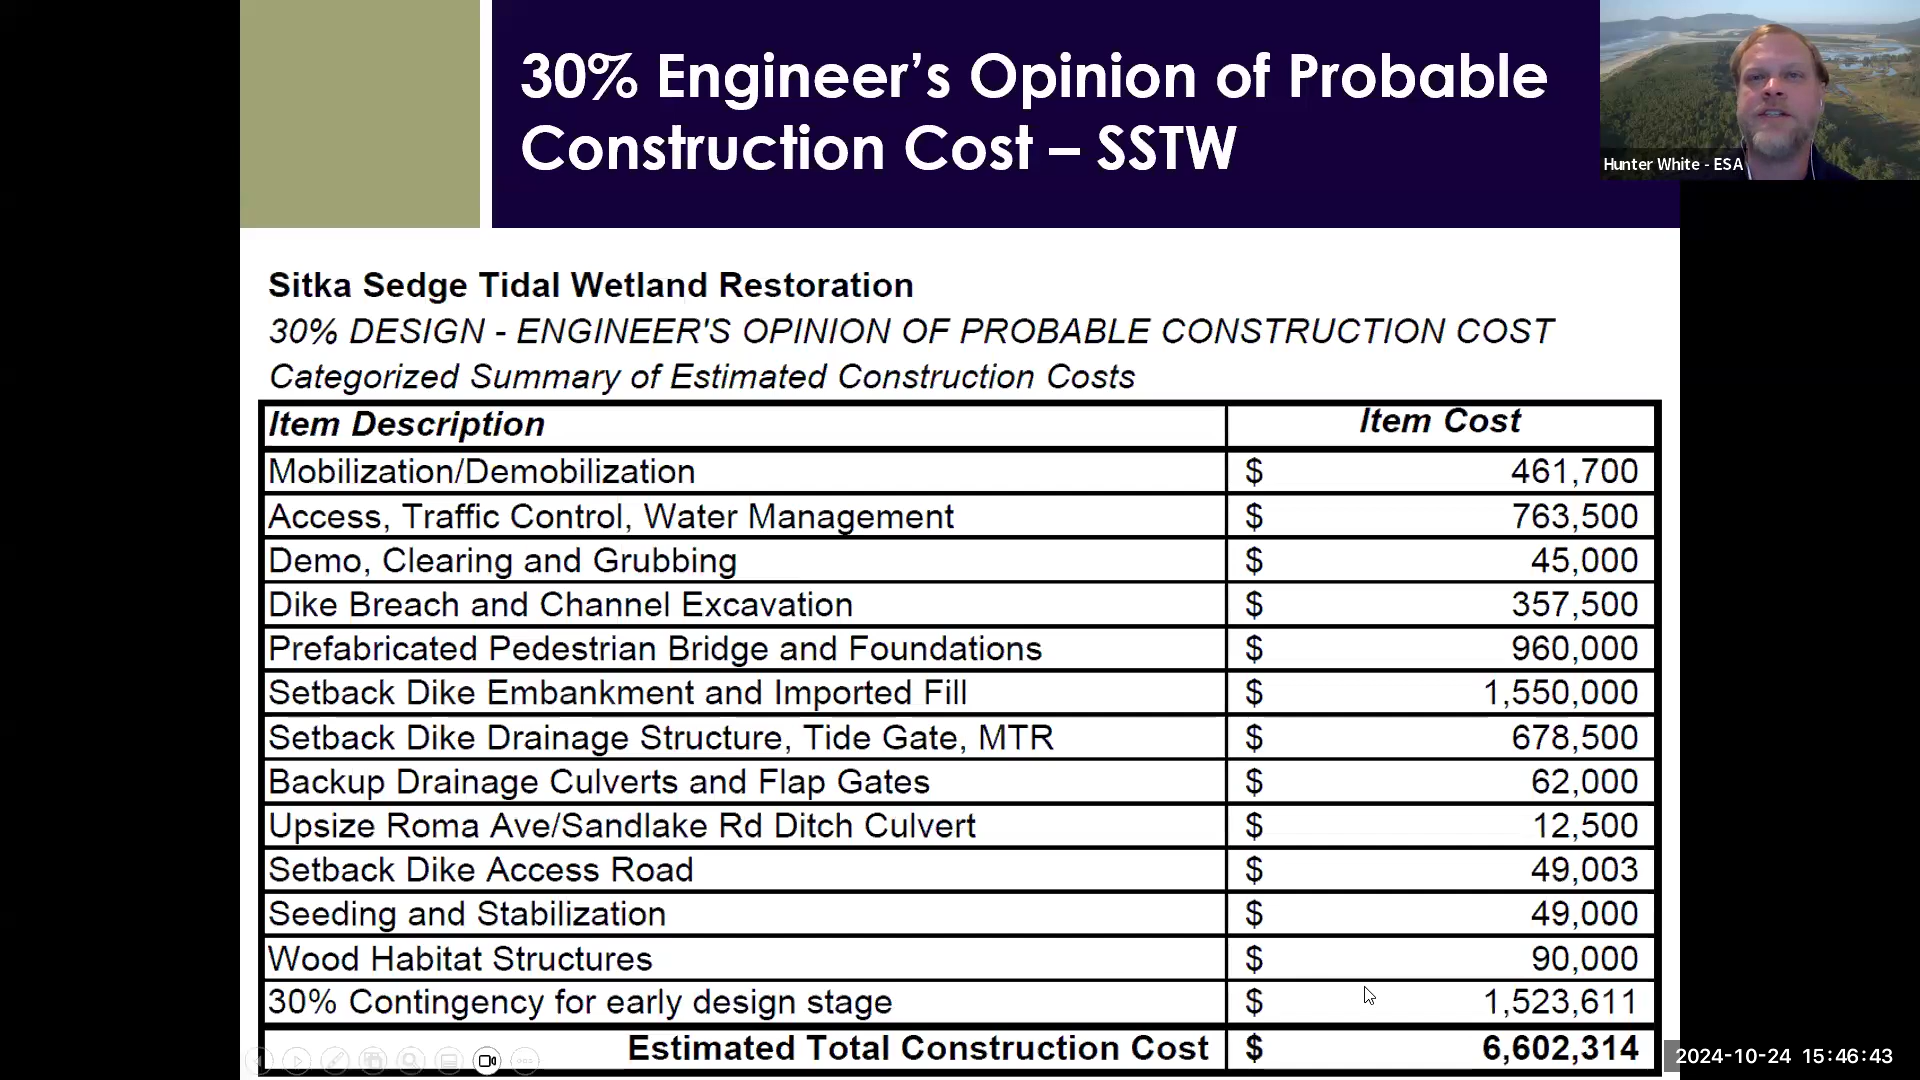 30% Engineer’s Opinion of Probable
Construction Cost – SSTW
Hunter White - ESA
Sitka Sedge Tidal Wetland Restoration
30% DESIGN - ENGINEER'S OPINION OF PROBABLE CONSTRUCTION COST
Categorized Summary of Estimated Construction Costs
Item Description Item Cost
Mobilization/Demobilization $ 461,700
Access, Traffic Control, Water Management $ 763,500
Demo, Clearing and Grubbing $ 45,000
Dike Breach and Channel Excavation $ 357,500
Prefabricated Pedestrian Bridge and Foundations $ 960,000
Setback Dike Embankment and Imported Fill $ 1,550,000
Setback Dike Drainage Structure, Tide Gate, MTR $ 678,500
Backup Drainage Culverts and Flap Gates $ 62,000
Upsize Roma Ave/Sandlake Rd Ditch Culvert $ 12,500
Setback Dike Access Road $ 49,003
Seeding and Stabilization $ 49,000
Wood Habitat Structures $ 90,000
30% Contingency for early design stage $ 1,523,611
Estimated Total Construction Cost $ 6,602,314
2024-10-24 15:46:43